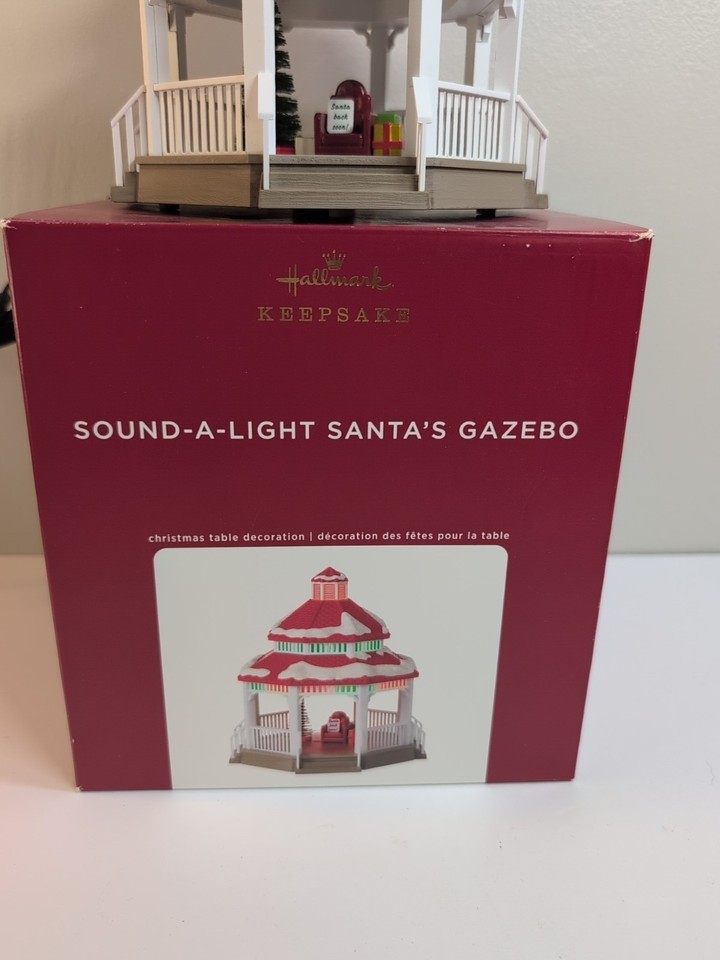 Santa
back
soon!
Hallmark
KEEPSAKE
SOUND-A-LIGHT SANTA'S GAZEBO
christmas table decoration | décoration des fêtes pour la table